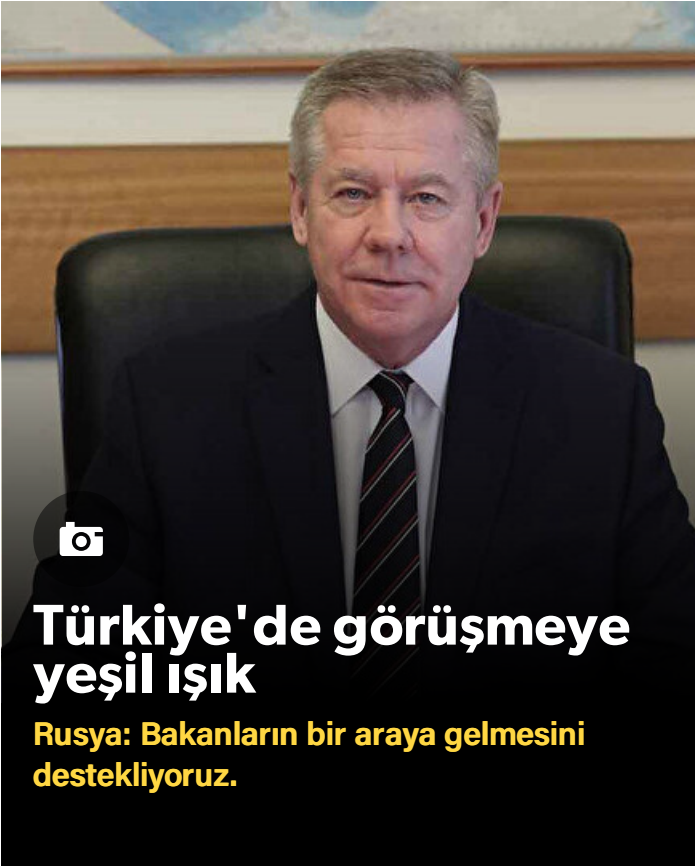 Türkiye'de görüşmeye
yeşil ışık
Rusya: Bakanların bir araya gelmesini
destekliyoruz.